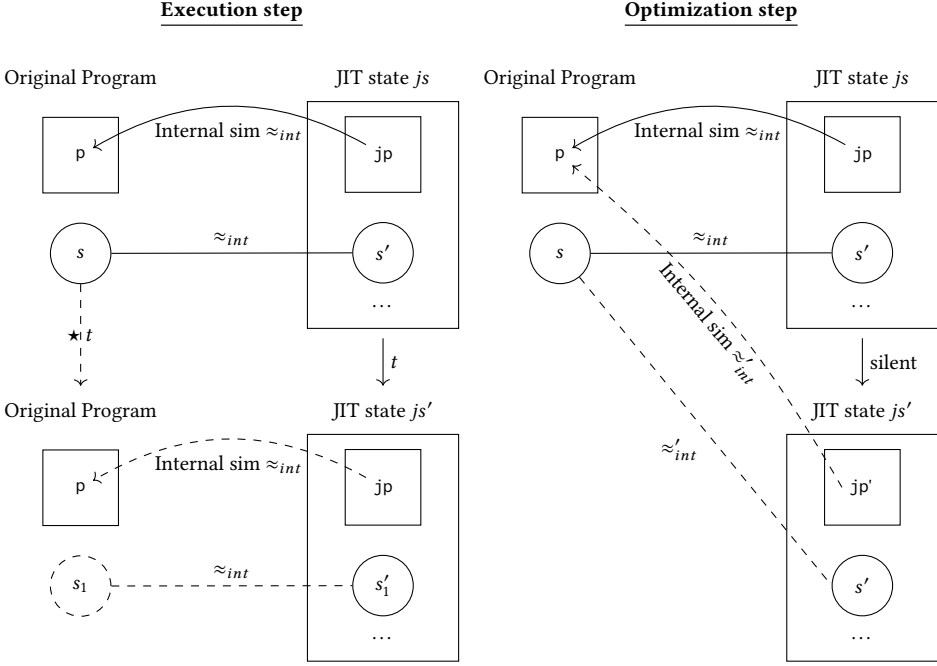 Execution step
Original Program
JIT state js
p
Internal sim ≈int
jp
s
≈int
s′
...
★ t
t
Original Program
JIT state js′
p
Internal sim ≈int
jp
s1
≈int
s′1
...
Optimization step
Original Program
JIT state js
p
Internal sim ≈int
jp
s
≈int
s′
...
Internal sim ≈′int
silent
JIT state js′
≈′int
jp'
s′
...